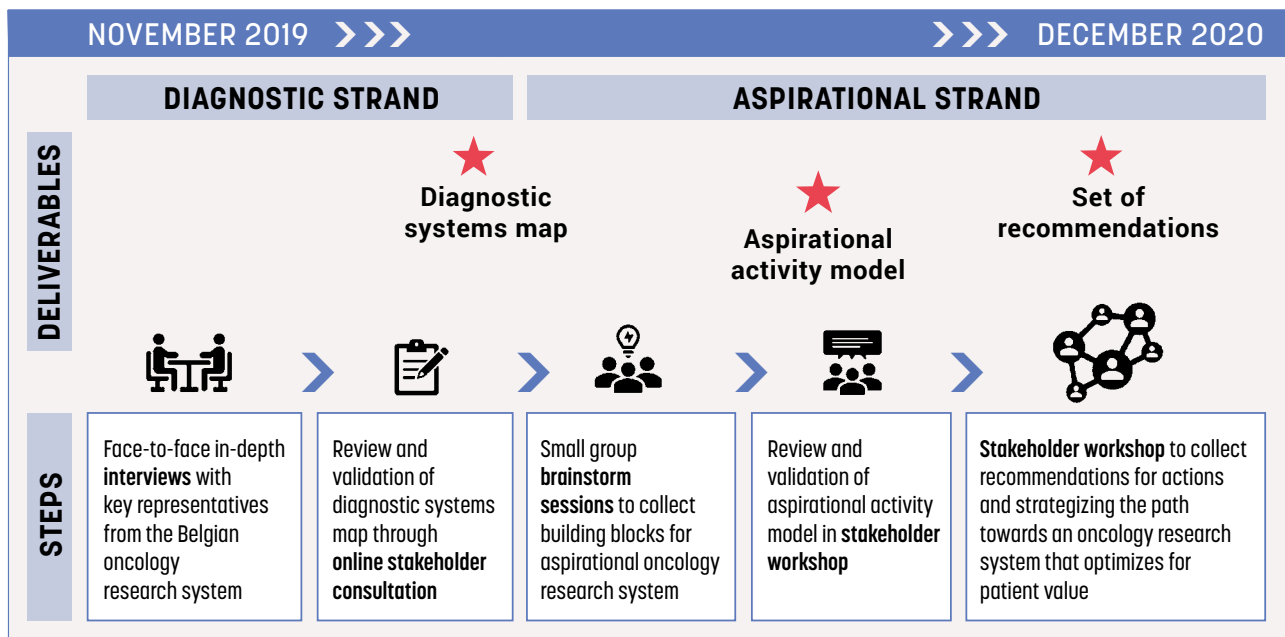 NOVEMBER 2019
DECEMBER 2020
DIAGNOSTIC STRAND
ASPIRATIONAL STRAND
DELIVERABLES
Diagnostic
systems map
Aspirational
activity model
Set of
recommendations
STEPS
Face-to-face in-depth
interviews with
key representatives
from the Belgian
oncology
research system
Review and
validation of
diagnostic systems
map through
online stakeholder
consultation
Small group
brainstorm
sessions to collect
building blocks for
aspirational oncology
research system
Review and
validation of
aspirational activity
model in stakeholder
workshop
Stakeholder workshop to collect
recommendations for actions
and strategizing the path
towards an oncology research
system that optimizes for
patient value